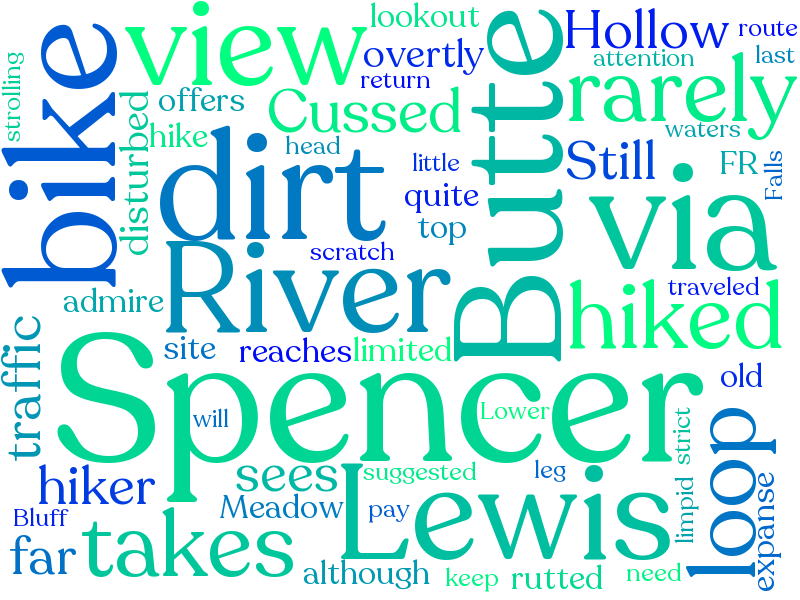 strolling
bike
view
lookout
overtly
return
Butte
Hollow
route
attention
last
disturbed
offers
hike
Cussed
rarely
waters
head
little
Still
FR
Falls
dirt
quite
top
via
River
scratch
admire
hiked
traveled
site
reaches
limited
traffic
Spencer
old
will
Lower
strict
loop
hiker
sees
suggested
Lewis
leg
limpid
expanse
Bluff
Meadow
pay
far
takes
although
keep
rutted
need